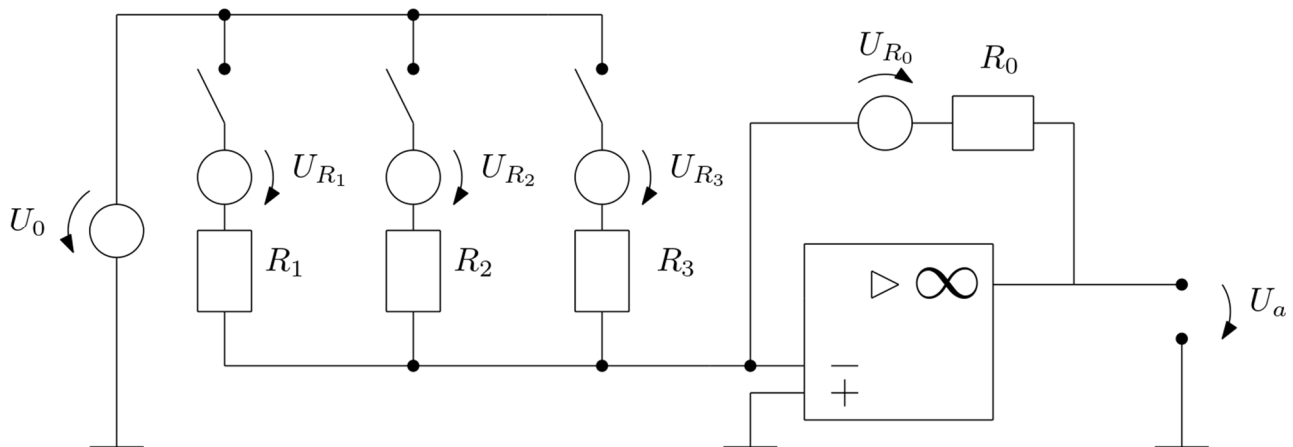 U_{R_0}
R_0
U_{R_1}
U_{R_2}
U_{R_3}
U_0
R_1
R_2
R_3
▷ ∞
U_a
−
+